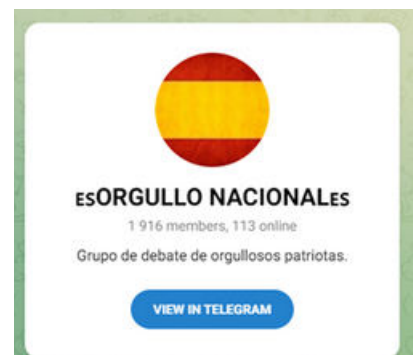 ESORGULLO NACIONALES
1 916 members, 113 online
Grupo de debate de orgullosos patriotas.
VIEW IN TELEGRAM